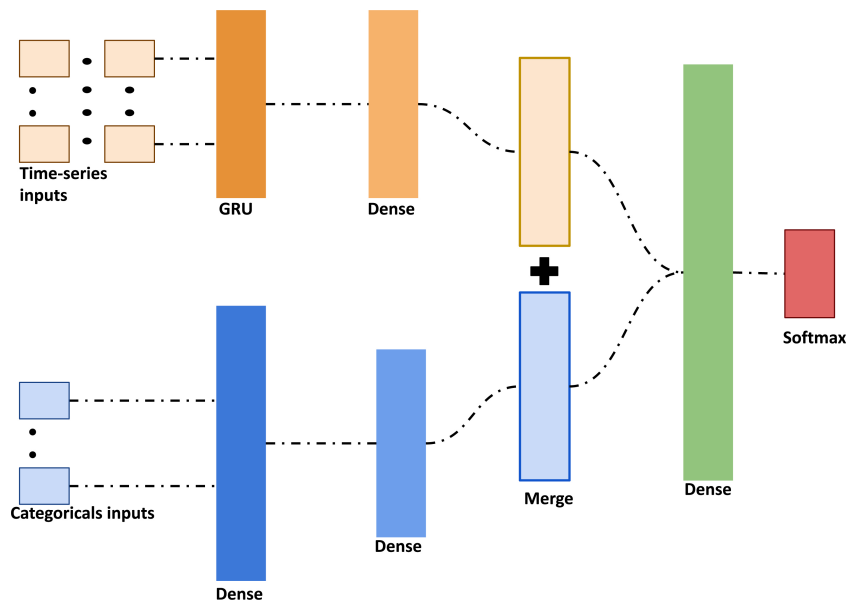 Time-series
inputs
GRU
Dense
Softmax
Categoricals inputs
Merge
Dense
Dense
Dense